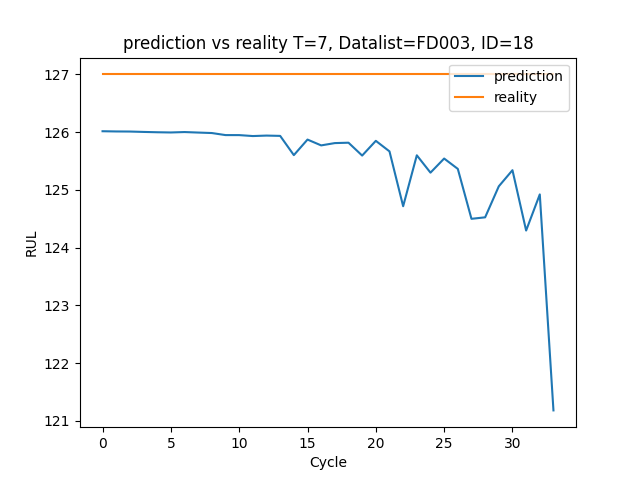 prediction vs reality T=7, Datalist=FD003, ID=18
127
126
125
124
123
122
121
RUL
prediction
reality
0 5 10 15 20 25 30
Cycle